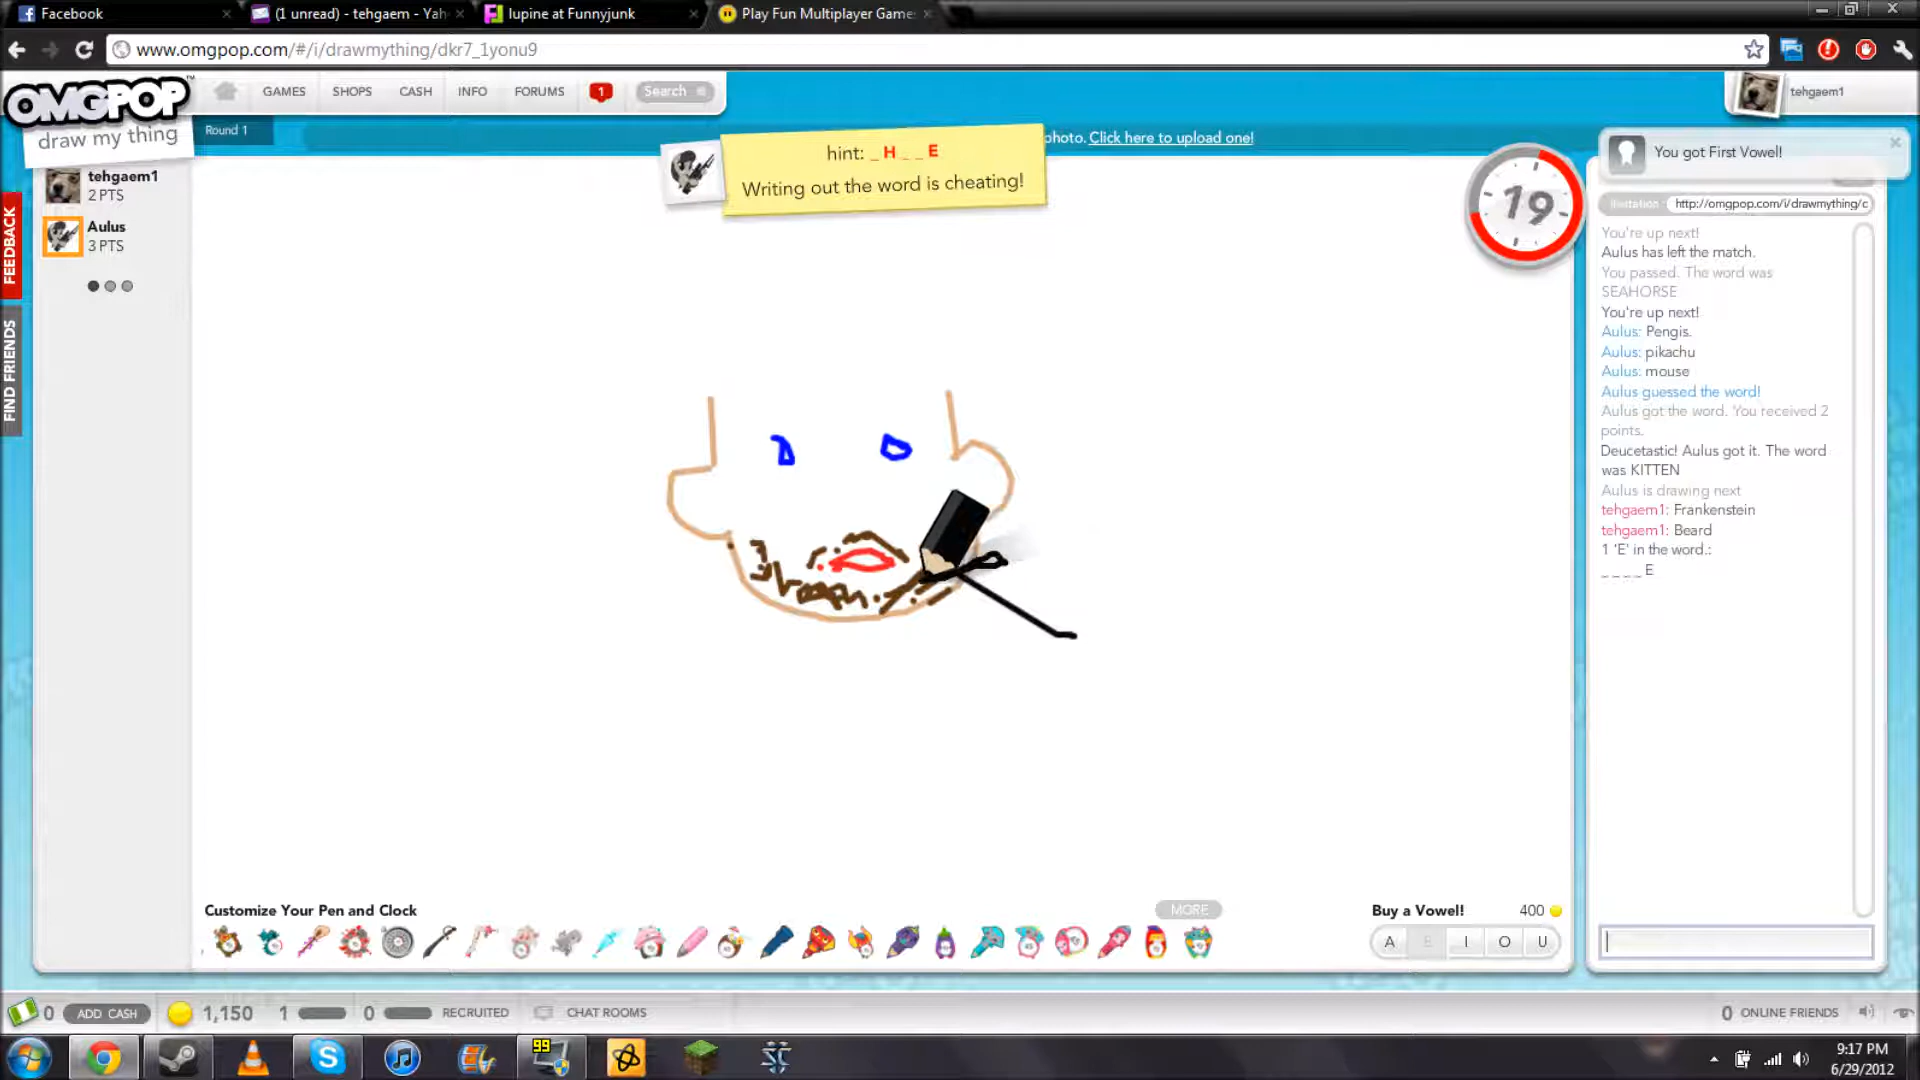 Facebook
(1 unread) - tehgaem - Yah
lupine at Funnyjunk
Play Fun Multiplayer Game
www.omgpop.com/#/i/drawmything/dkr7_1yonu9
OMGPOP
draw my thing
GAMES
SHOPS
CASH
INFO
FORUMS
1
Search
tehgaem1
Round 1
photo. Click here to upload one!
hint: _ H _ _ E
Writing out the word is cheating!
19
You got First Vowel!
tehgaem1
2 PTS
Aulus
3 PTS
FEEDBACK
FIND FRIENDS
Invitation
http://omgpop.com/i/drawmything/c
You're up next!
Aulus has left the match.
You passed. The word was
SEAHORSE
You're up next!
Aulus: Pengis.
Aulus: pikachu
Aulus: mouse
Aulus guessed the word!
Aulus got the word. You received 2
points.
Deucetastic! Aulus got it. The word
was KITTEN
Aulus is drawing next
tehgaem1: Frankenstein
tehgaem1: Beard
1 'E' in the word.:
_ _ _ _ E
Customize Your Pen and Clock
MORE
Buy a Vowel!
400
A
E
I
O
U
0
ADD CASH
1,150
1
0
RECRUITED
CHAT ROOMS
0 ONLINE FRIENDS
99
9:17 PM
6/29/2012